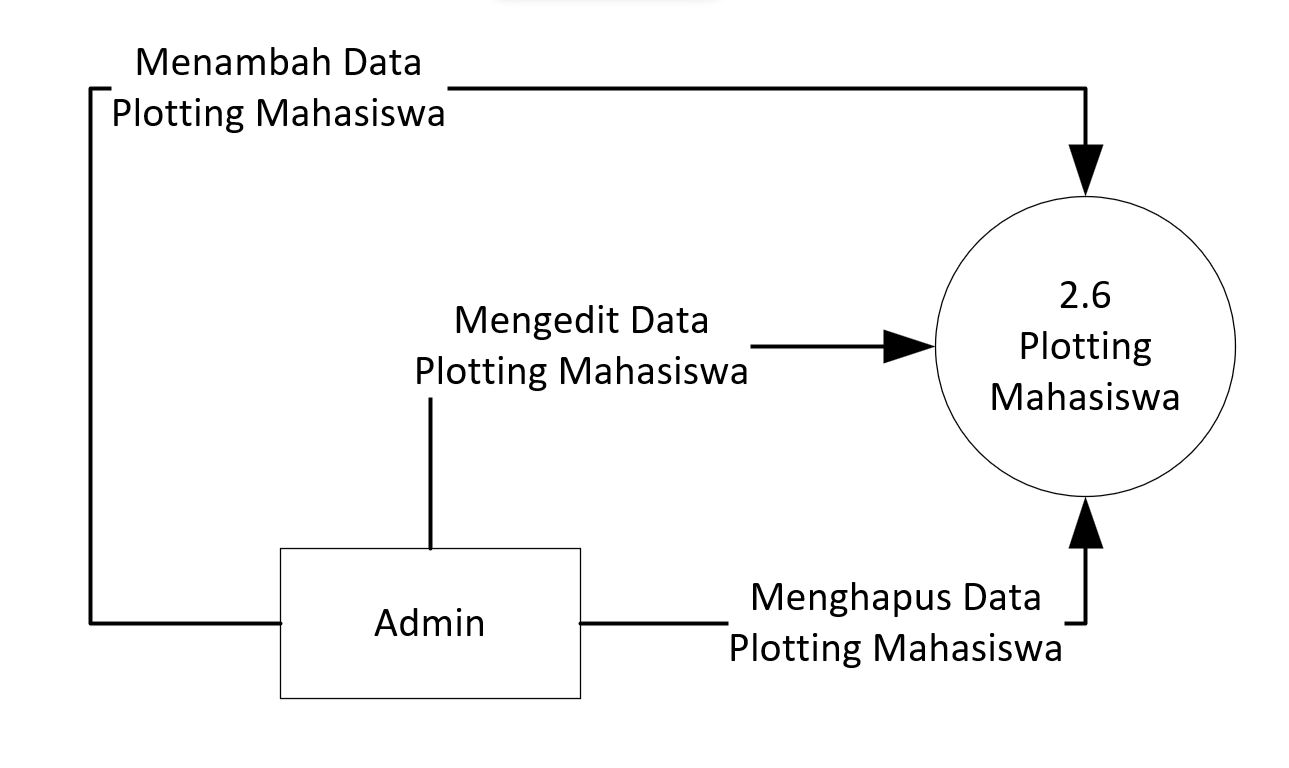 Menambah Data
Plotting Mahasiswa
Mengedit Data
Plotting Mahasiswa
2.6
Plotting
Mahasiswa
Admin
Menghapus Data
Plotting Mahasiswa